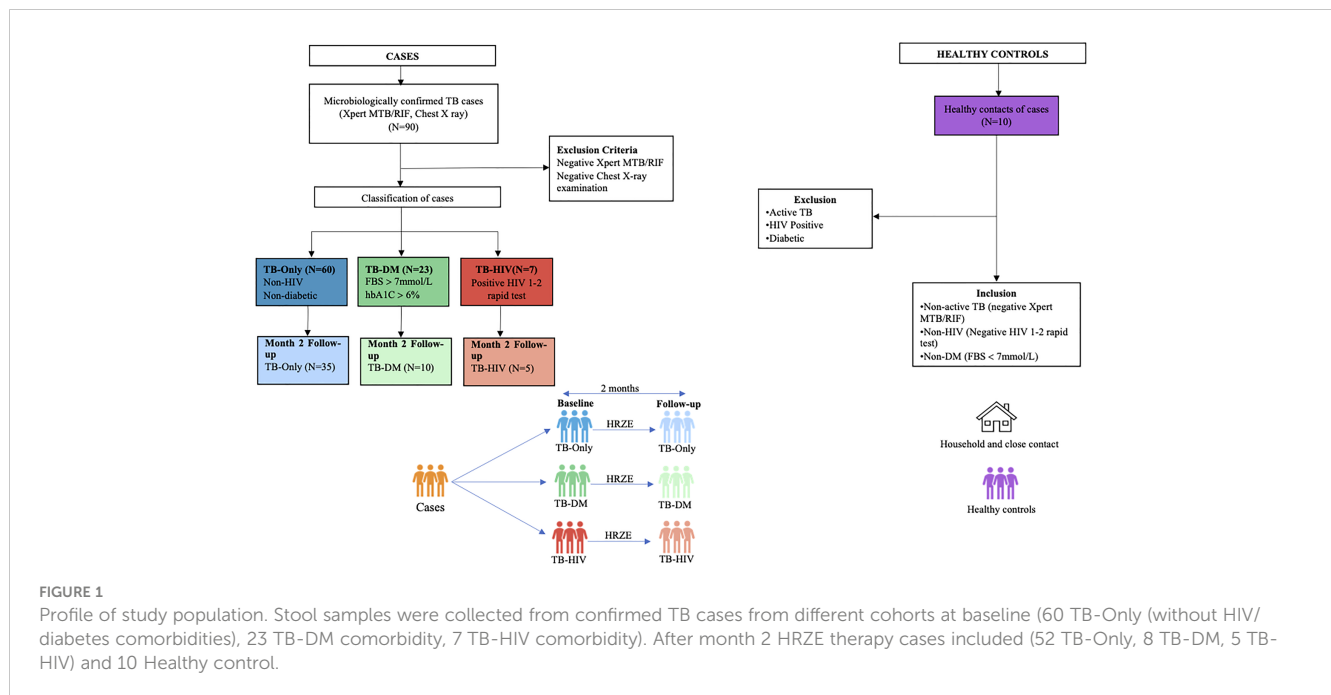 CASES
Microbiologically confirmed TB cases
(Xpert MTB/RIF, Chest X ray)
(N=90)
Exclusion Criteria
Negative Xpert MTB/RIF
Negative Chest X-ray
examination
Classification of cases
TB-Only (N=60)
Non-HIV
Non-diabetic
TB-DM (N=23)
FBS > 7mmol/L
hbA1C > 6%
TB-HIV(N=7)
Positive HIV 1-2
rapid test
Month 2 Follow-
up
TB-Only (N=35)
Month 2 Follow-
up
TB-DM (N=10)
Month 2 Follow-
up
TB-HIV (N=5)
2 months
Baseline
Follow-up
HRZE
TB-Only
TB-Only
HRZE
Cases
TB-DM
TB-DM
HRZE
TB-HIV
TB-HIV
HEALTHY CONTROLS
Healthy contacts of cases
(N=10)
Exclusion
•Active TB
•HIV Positive
•Diabetic
Inclusion
•Non-active TB (negative Xpert
MTB/RIF)
•Non-HIV (Negative HIV 1-2 rapid
test)
•Non-DM (FBS < 7mmol/L)
Household and close contact
Healthy controls
FIGURE 1
Profile of study population. Stool samples were collected from confirmed TB cases from different cohorts at baseline (60 TB-Only (without HIV/
diabetes comorbidities), 23 TB-DM comorbidity, 7 TB-HIV comorbidity). After month 2 HRZE therapy cases included (52 TB-Only, 8 TB-DM, 5 TB-
HIV) and 10 Healthy control.